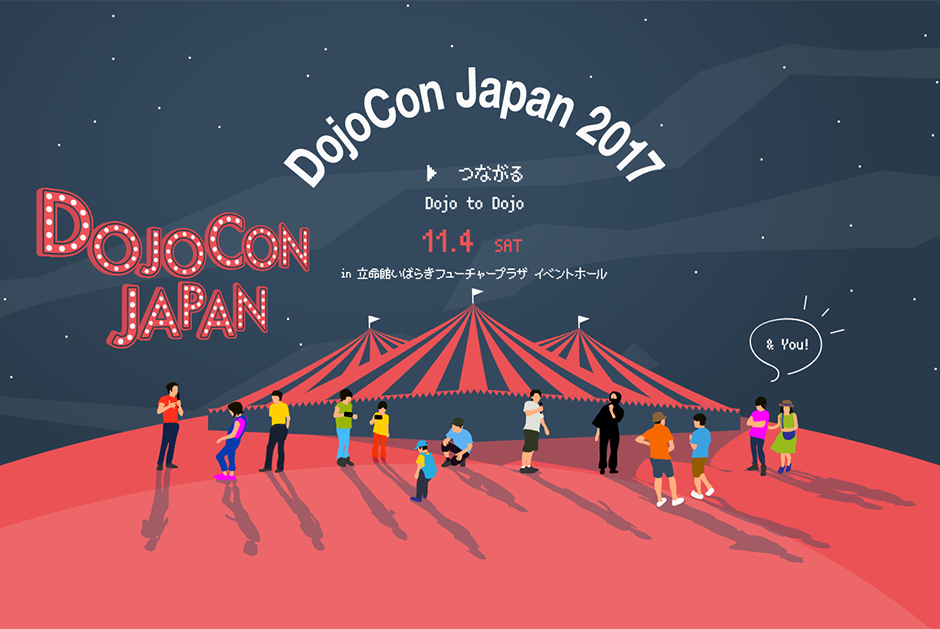 DojoCon Japan 2017
つながる
Dojo to Dojo
11.4 SAT
in 立命館いばらきフューチャープラザ イベントホール
DOJOCON
JAPAN
& You!